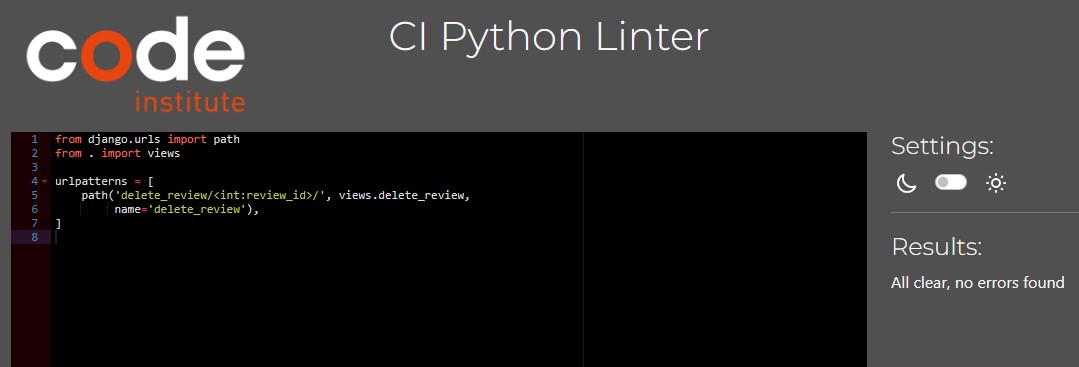 code
institute
CI Python Linter
1 from django.urls import path
2 from . import views
3
4 urlpatterns = [
5     path('delete_review/<int:review_id>/', views.delete_review,
6          name='delete_review'),
7 ]
8
Settings:
Results:
All clear, no errors found